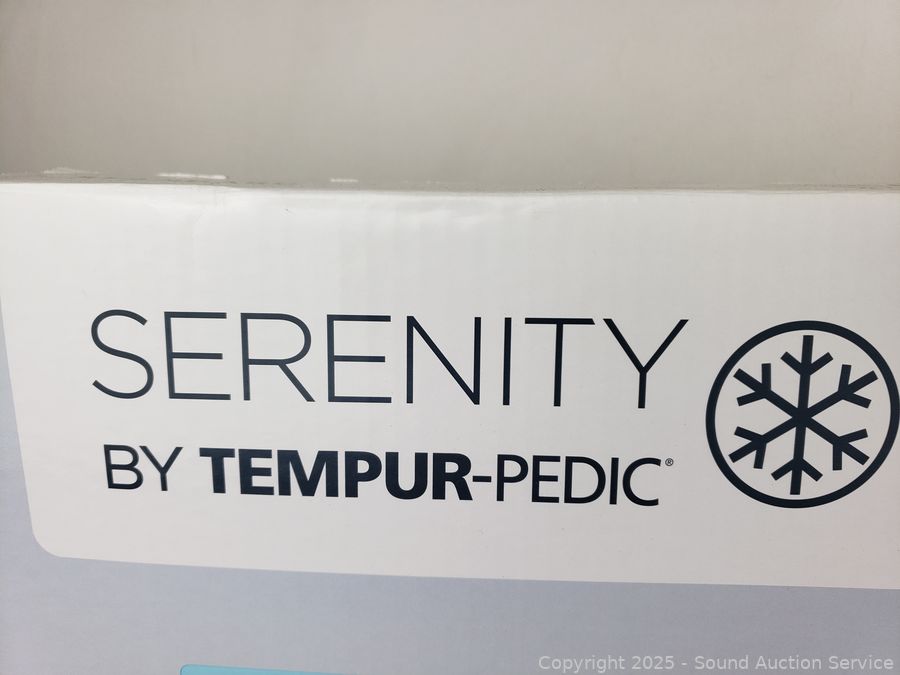 SERENITY
BY TEMPUR-PEDIC®
Copyright 2025 - Sound Auction Service